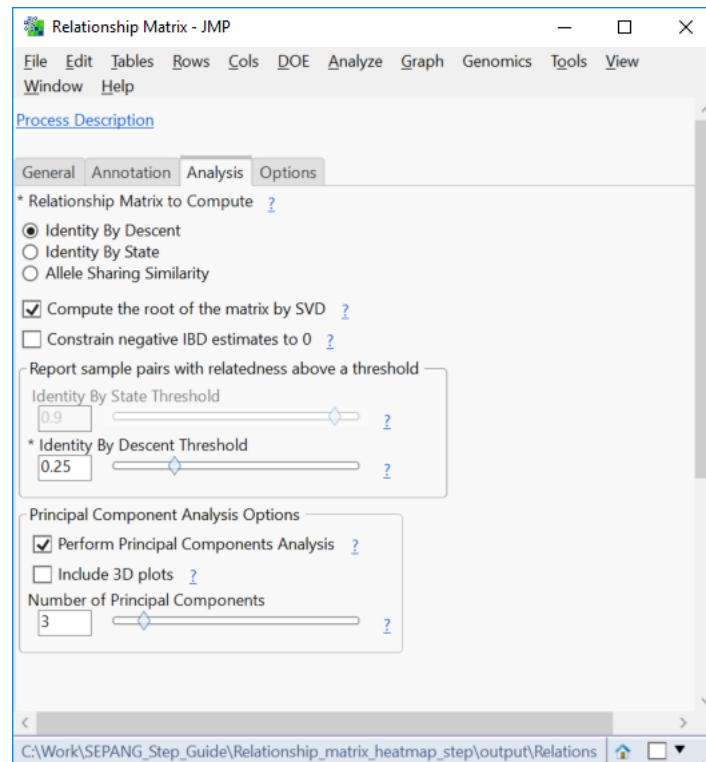 Relationship Matrix - JMP
File Edit Tables Rows Cols DOE Analyze Graph Genomics Tools View
Window Help
Process Description
General Annotation Analysis Options
* Relationship Matrix to Compute ?
Identity By Descent
Identity By State
Allele Sharing Similarity
Compute the root of the matrix by SVD ?
Constrain negative IBD estimates to 0 ?
Report sample pairs with relatedness above a threshold
Identity By State Threshold
0.9 ?
* Identity By Descent Threshold
0.25 ?
Principal Component Analysis Options
Perform Principal Components Analysis ?
Include 3D plots ?
Number of Principal Components
3 ?
C:\Work\SEPANG_Step_Guide\Relationship_matrix_heatmap_step\output\Relations